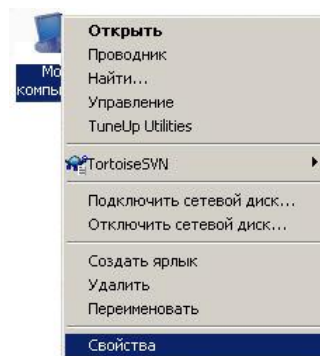 Открыть
Проводник
Найти...
Управление
TuneUp Utilities
TortoiseSVN
Подключить сетевой диск...
Отключить сетевой диск...
Создать ярлык
Удалить
Переименовать
Свойства